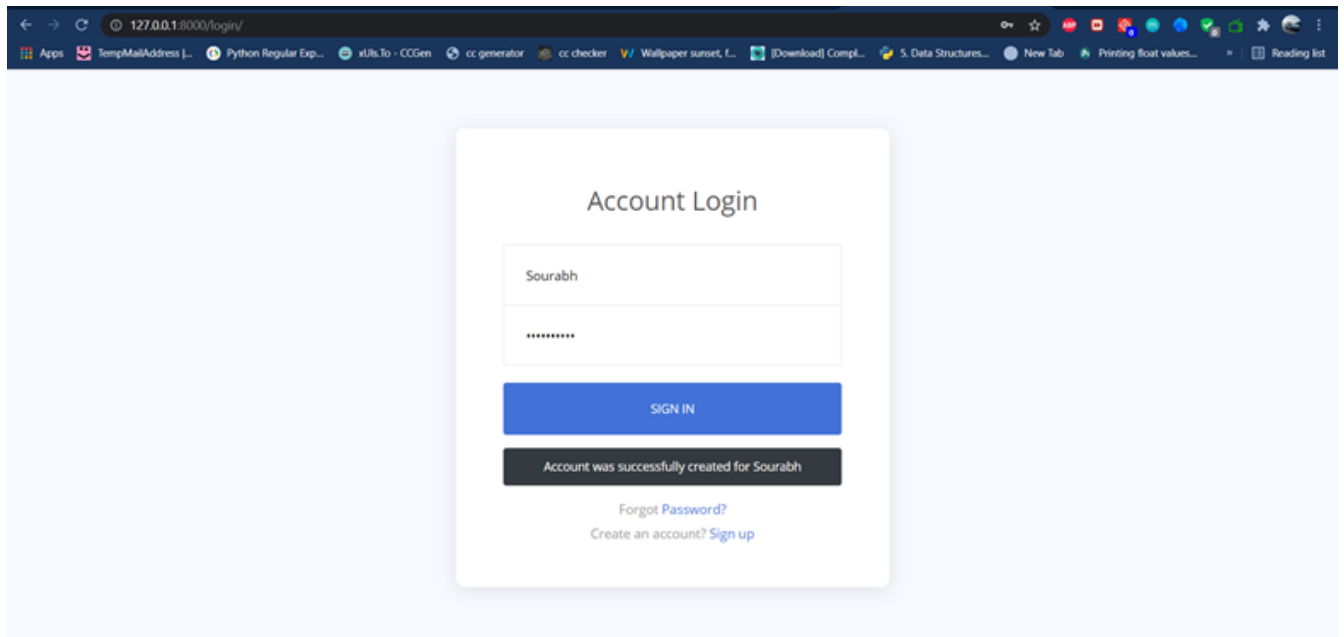 127.0.0.1:8000/login/
Apps TempMailAddress |... Python Regular Exp... xUls.To - CCGen cc generator cc checker Wallpaper sunset, f... [Download] Compl... 5. Data Structures... New Tab Printing float values... » Reading list
Account Login
Sourabh
••••••••••
SIGN IN
Account was successfully created for Sourabh
Forgot Password?
Create an account? Sign up